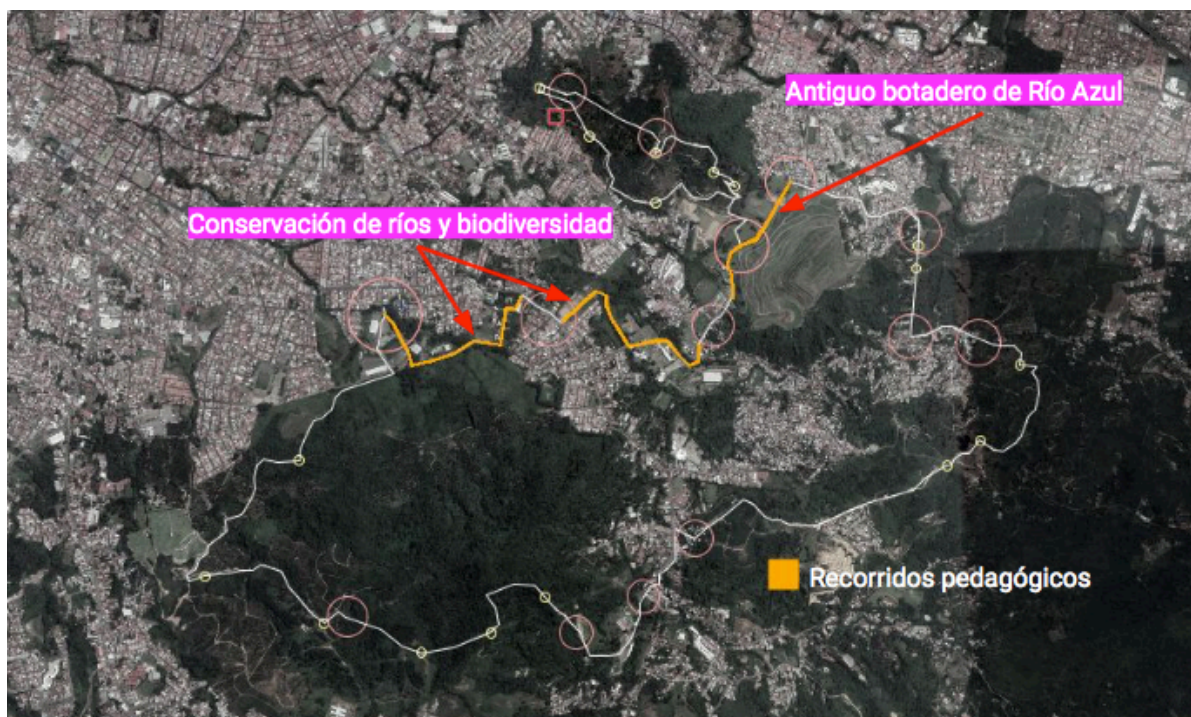 Antiguo botadero de Río Azul
Conservación de ríos y biodiversidad
Recorridos pedagógicos